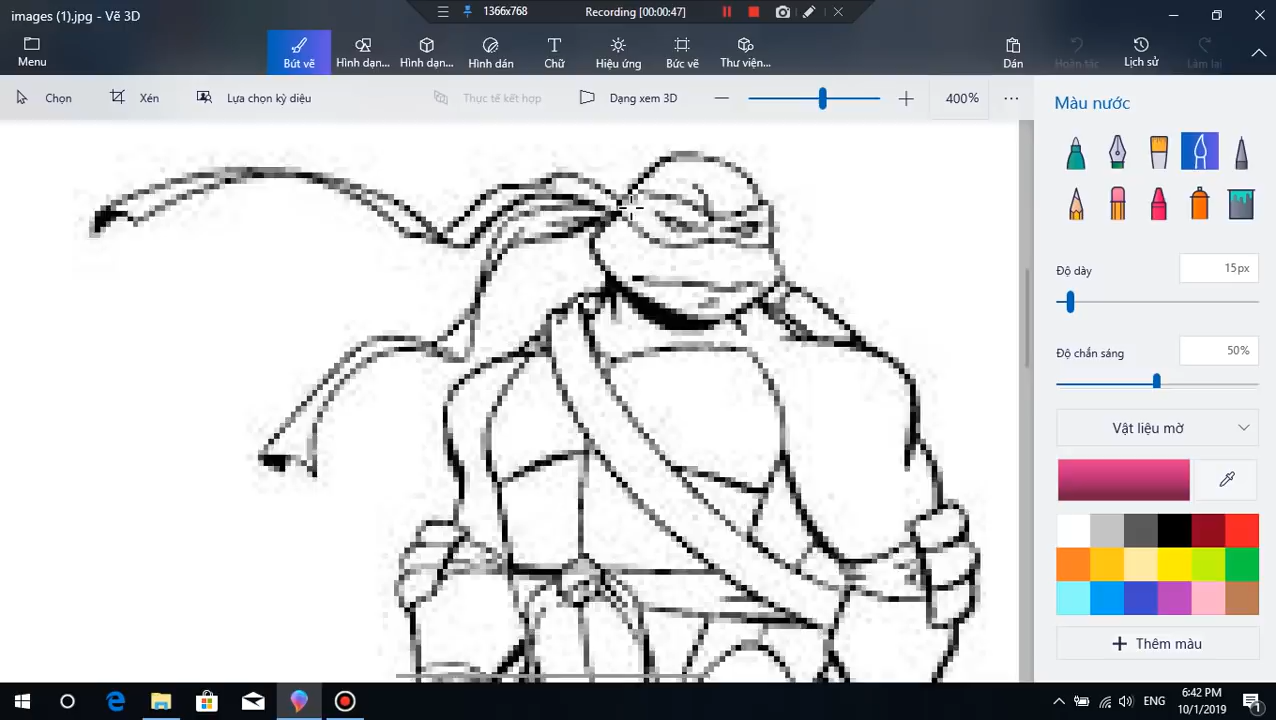 1366x768
Recording [00:00:47]
images (1).jpg - Vẽ 3D
Menu
Bút vẽ
Hình dạn...
Hình dạn...
Hình dán
Chữ
Hiệu ứng
Bức vẽ
Thư viện...
Dán
Hoàn tác
Lịch sử
Làm lại
Chọn
Xén
Lựa chọn kỳ diệu
Thực tế kết hợp
Dạng xem 3D
400%
Màu nước
Độ dày
15px
Độ chắn sáng
50%
Vật liệu mờ
Thêm màu
ENG
6:42 PM
10/1/2019
1